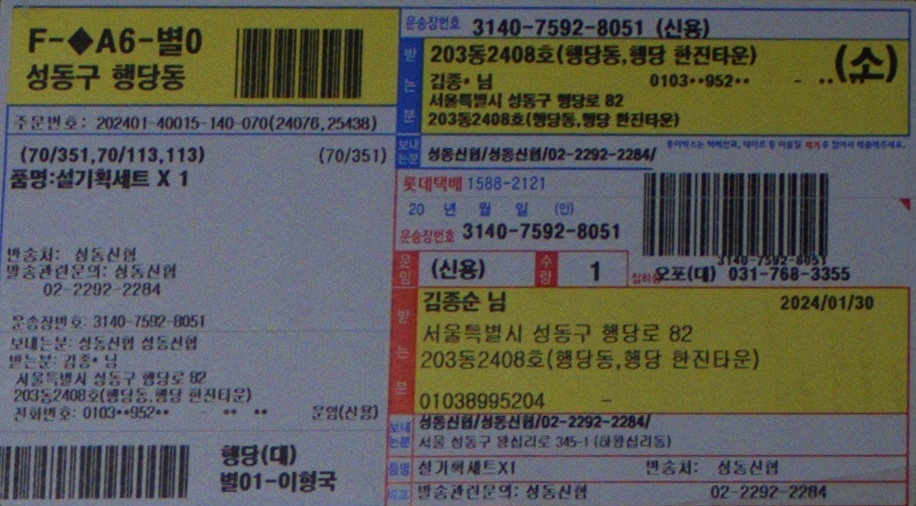 F-◆A6-별0
성동구 행당동
주문번호: 202401-40015-140-070(24076,25438)
(70/351,70/113,113) (70/351)
품명:설기획세트 X 1
반송처: 성동신협
발송관련문의: 성동신협
02-2292-2284
운송장번호: 3140-7592-8051
보내는분: 성동신협 성동신협
받는분: 김종* 님
서울특별시 성동구 행당로 82
203동2408호(행당동,행당 한진타운)
전화번호: 0103**952** - ** ** 운임(신용)
행당(대)
별01-이형국
운송장번호 3140-7592-8051 (신용)
받는분
203동2408호(행당동,행당 한진타운) (소)
김종* 님 0103**952** -
서울특별시 성동구 행당로 82
203동2408호(행당동,행당 한진타운)
보내는분 성동신협/성동신협/02-2292-2284/
롯데택배 1588-2121
20 년 월 일 (인)
운송장번호 3140-7592-8051
3140-7592-8051
운임 (신용) 수량 1
오포(대) 031-768-3355
받는분
김종순 님 2024/01/30
서울특별시 성동구 행당로 82
203동2408호(행당동,행당 한진타운)
01038995204 -
보내는분 성동신협/성동신협/02-2292-2284/
서울 성동구 왕십리로 345-1 (하왕십리동)
품명 설기획세트X1 반송처: 성동신협
비고 발송관련문의: 성동신협 02-2292-2284